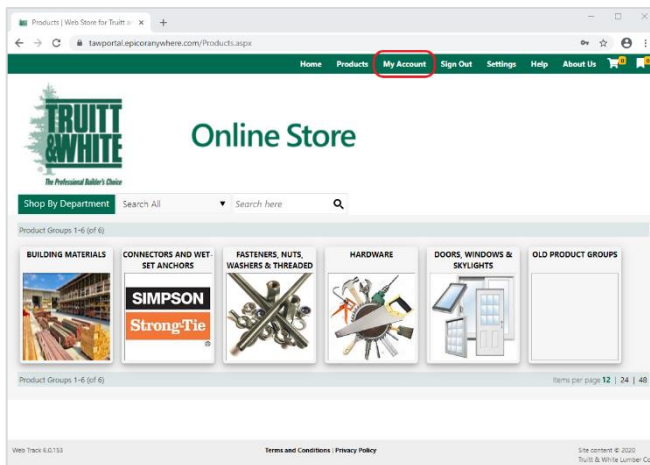 Products | Web Store for Truitt a
tawportal.epicoranywhere.com/Products.aspx
Home Products My Account Sign Out Settings Help About Us 0 0
TRUITT
&WHITE
The Professional Builder's Choice
Online Store
Shop By Department Search All Search here
Product Groups 1-6 (of 6)
BUILDING MATERIALS CONNECTORS AND WET-SET ANCHORS FASTENERS, NUTS, WASHERS & THREADED HARDWARE DOORS, WINDOWS & SKYLIGHTS OLD PRODUCT GROUPS
SIMPSON
Strong-Tie
Product Groups 1-6 (of 6) Items per page 12 | 24 | 48
Web Track 6.0.153 Terms and Conditions | Privacy Policy Site content © 2020
Truitt & White Lumber Co